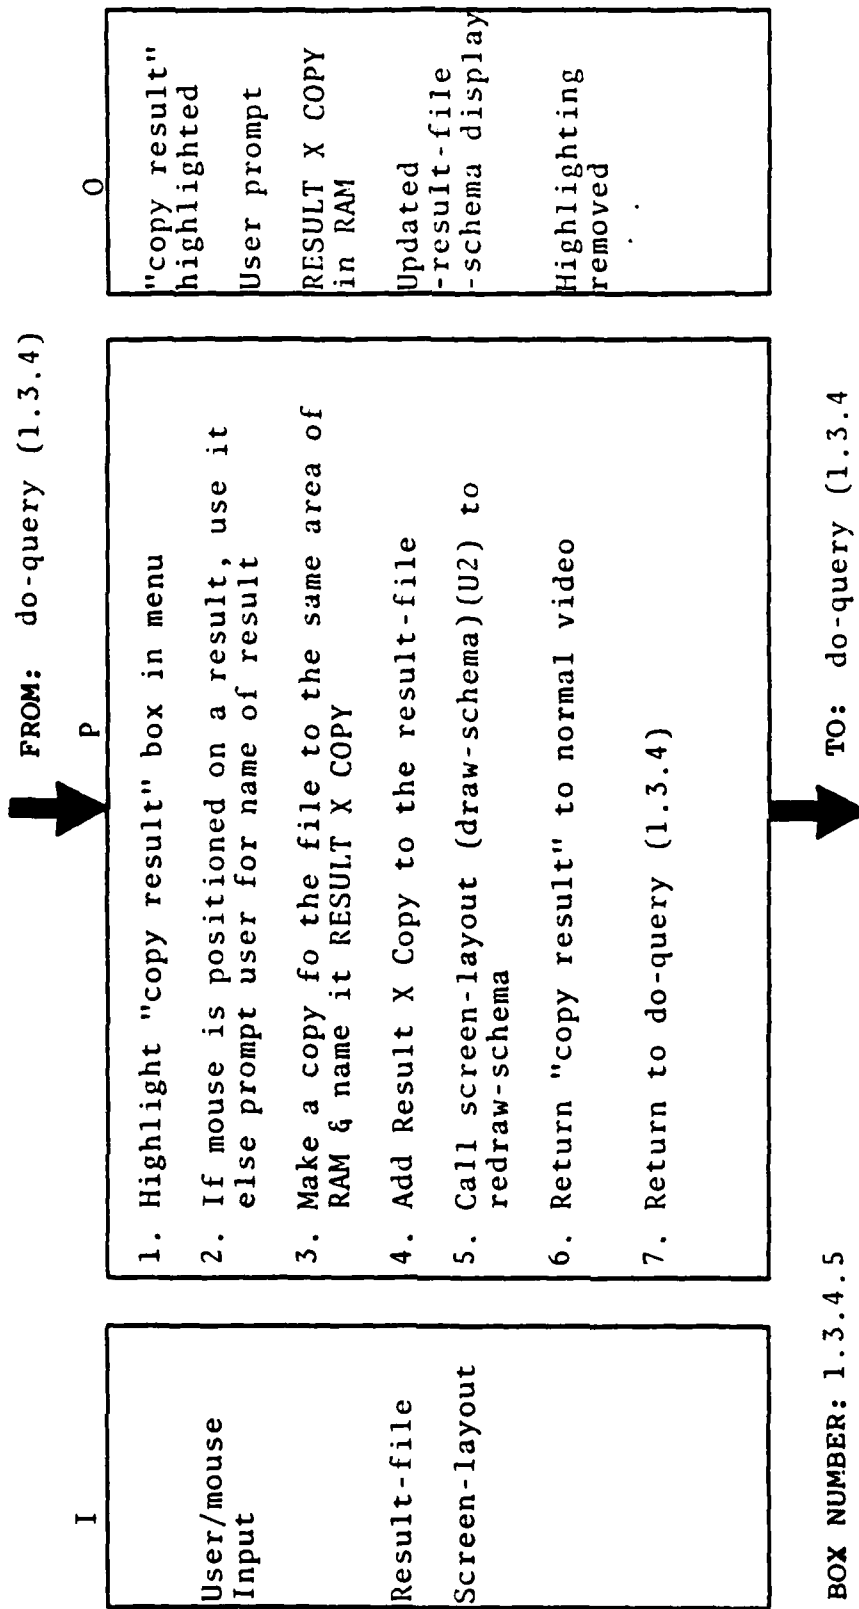 FROM: do-query (1.3.4)
I
P
O
User/mouse
Input
Result-file
Screen-layout
1. Highlight "copy result" box in menu
2. If mouse is positioned on a result, use it
else prompt user for name of result
3. Make a copy fo the file to the same area of
RAM & name it RESULT X COPY
4. Add Result X Copy to the result-file
5. Call screen-layout (draw-schema)(U2) to
redraw-schema
6. Return "copy result" to normal video
7. Return to do-query (1.3.4)
"copy result"
highlighted
User prompt
RESULT X COPY
in RAM
Updated
-result-file
-schema display
Highlighting
removed
BOX NUMBER: 1.3.4.5
TO: do-query (1.3.4